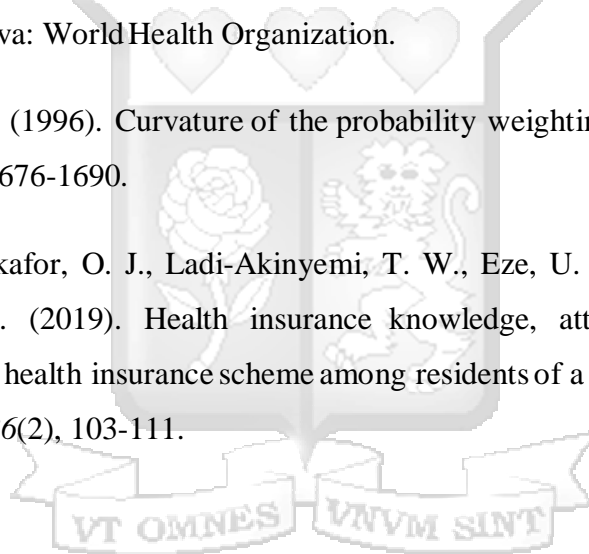 va: World Health Organization.
(1996). Curvature of the probability weightin
676-1690.
kafor, O. J., Ladi-Akinyemi, T. W., Eze, U.
. (2019). Health insurance knowledge, att
health insurance scheme among residents of a
6(2), 103-111.
VT OMNES VNVM SINT